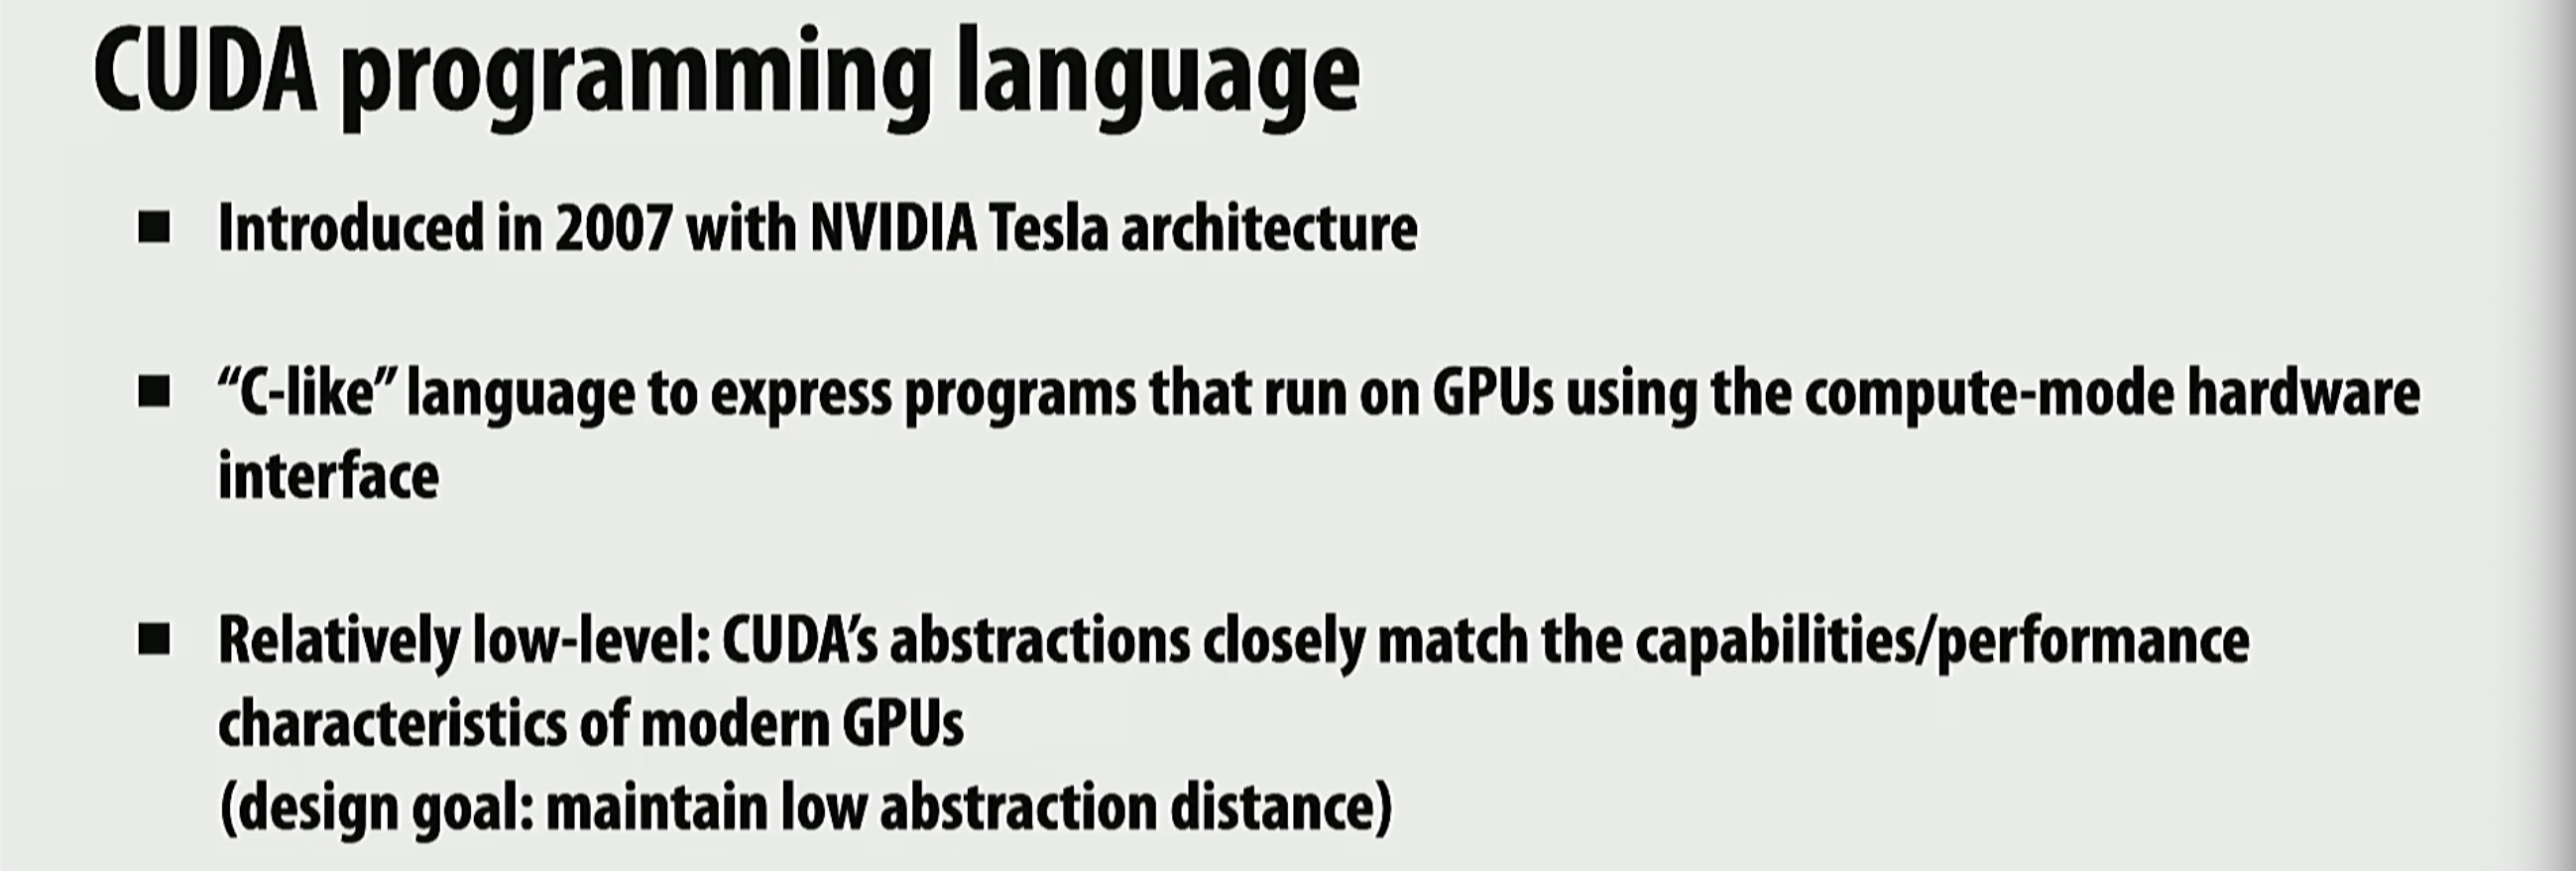 CUDA programming language
■ Introduced in 2007 with NVIDIA Tesla architecture
■ “C-like” language to express programs that run on GPUs using the compute-mode hardware
interface
■ Relatively low-level: CUDA’s abstractions closely match the capabilities/performance
characteristics of modern GPUs
(design goal: maintain low abstraction distance)